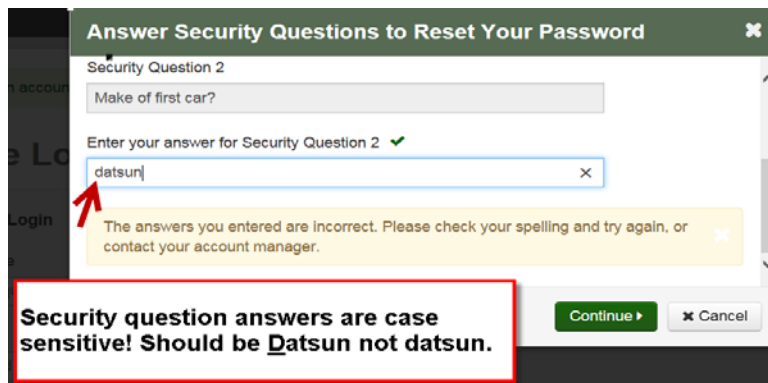 Answer Security Questions to Reset Your Password
Security Question 2
Make of first car?
Enter your answer for Security Question 2
datsun
The answers you entered are incorrect. Please check your spelling and try again, or
contact your account manager.
Login
Security question answers are case
sensitive! Should be Datsun not datsun.
Continue
Cancel